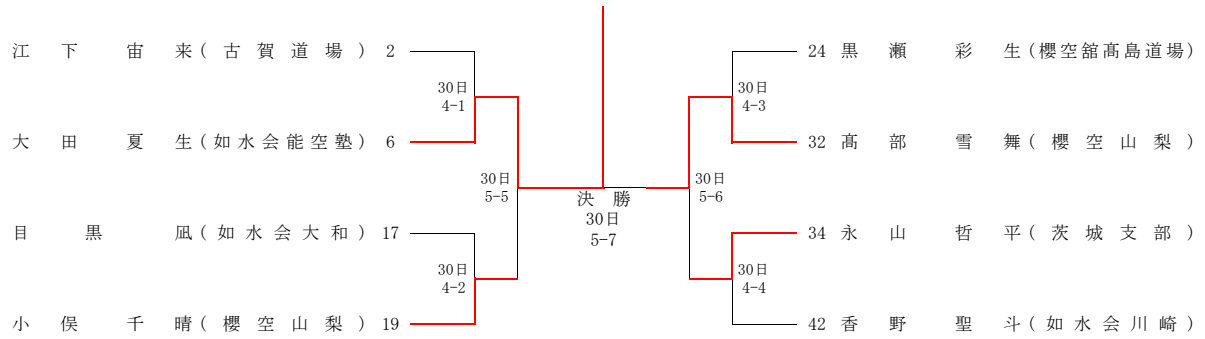 江下宙来(古賀道場) 2
24 黒瀬彩生(櫻空舘髙島道場)
30日
4-1
30日
4-3
大田夏生(如水会能空塾) 6
32 髙部雪舞(櫻空山梨)
30日
5-5
決勝
30日
5-7
30日
5-6
目黒凪(如水会大和) 17
34 永山哲平(茨城支部)
30日
4-2
30日
4-4
小俣千晴(櫻空山梨) 19
42 香野聖斗(如水会川崎)